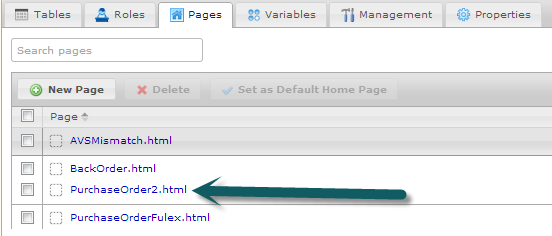 Tables Roles Pages Variables Management Properties
Search pages
New Page Delete Set as Default Home Page
Page
AVSMismatch.html
BackOrder.html
PurchaseOrder2.html
PurchaseOrderFulex.html